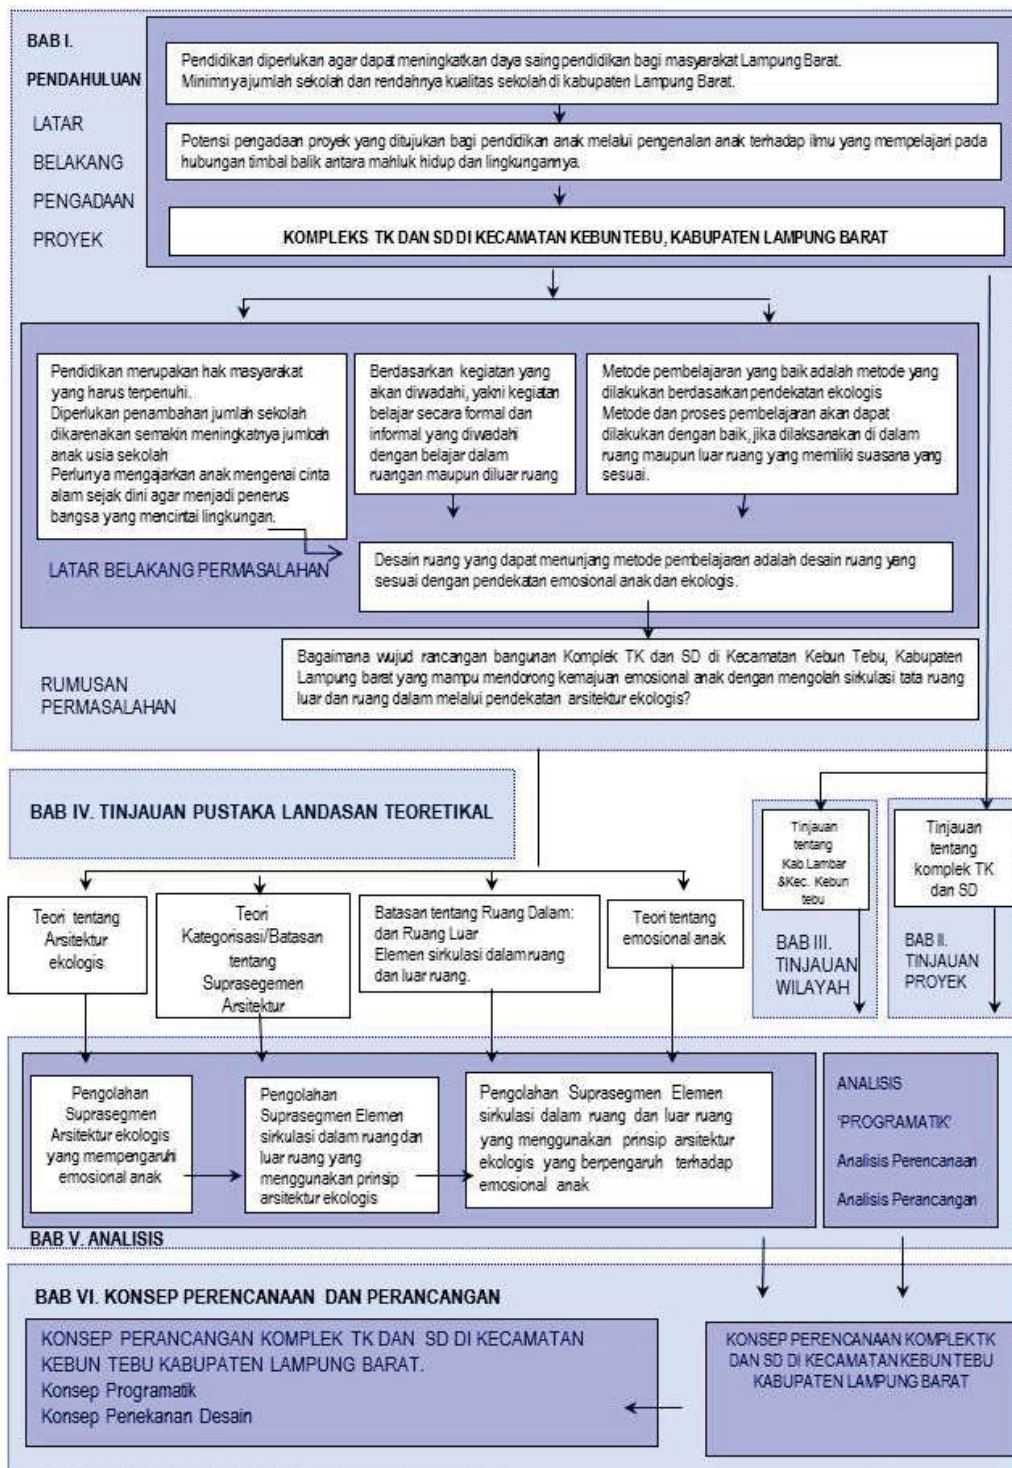 BAB I.
PENDAHULUAN
LATAR
BELAKANG
PENGADAAN
PROYEK
Pendidikan diperlukan agar dapat meningkatkan daya saing pendidikan bagi masyarakat Lampung Barat.
Minimnya jumlah sekolah dan rendahnya kualitas sekolah di kabupaten Lampung Barat.
Potensi pengadaan proyek yang ditujukan bagi pendidikan anak melalui pengenalan anak terhadap ilmu yang mempelajari pada
hubungan timbal balik antara mahluk hidup dan lingkungannya.
KOMPLEKS TK DAN SD DI KECAMATAN KEBUN TEBU, KABUPATEN LAMPUNG BARAT
Pendidikan merupakan hak masyarakat
yang harus terpenuhi.
Diperlukan penambahan jumlah sekolah
dikarenakan semakin meningkatnya jumlah
anak usia sekolah
Perlunya mengajarkan anak mengenai cinta
alam sejak dini agar menjadi penerus
bangsa yang mencintai lingkungan.
Berdasarkan kegiatan yang
akan diwadahi, yakni kegiatan
belajar secara formal dan
informal yang diwadahi
dengan belajar dalam
ruangan maupun diluar ruang
Metode pembelajaran yang baik adalah metode yang
dilakukan berdasarkan pendekatan ekologis
Metode dan proses pembelajaran akan dapat
dilakukan dengan baik, jika dilaksanakan di dalam
ruang maupun luar ruang yang memiliki suasana yang
sesuai.
LATAR BELAKANG PERMASALAHAN
Desain ruang yang dapat menunjang metode pembelajaran adalah desain ruang yang
sesuai dengan pendekatan emosional anak dan ekologis.
RUMUSAN
PERMASALAHAN
Bagaimana wujud rancangan bangunan Komplek TK dan SD di Kecamatan Kebun Tebu, Kabupaten
Lampung barat yang mampu mendorong kemajuan emosional anak dengan mengolah sirkulasi tata ruang
luar dan ruang dalam melalui pendekatan arsitektur ekologis?
BAB IV. TINJAUAN PUSTAKA LANDASAN TEORETIKAL
Tinjauan
tentang
Kab.Lambar
&Kec. Kebun
tebu
BAB III.
TINJAUAN
WILAYAH
Tinjauan
tentang
komplek TK
dan SD
BAB II.
TINJAUAN
PROYEK
Teori tentang
Arsitektur
ekologis
Teori
Kategorisasi/Batasan
tentang
Suprasegemen
Arsitektur
Batasan tentang Ruang Dalam:
dan Ruang Luar
Elemen sirkulasi dalam ruang
dan luar ruang.
Teori tentang
emosional anak
Pengolahan
Suprasegmen
Arsitektur ekologis
yang mempengaruhi
emosional anak
Pengolahan
Suprasegmen Elemen
sirkulasi dalam ruang dan
luar ruang yang
menggunakan prinsip
arsitektur ekologis
Pengolahan Suprasegmen Elemen
sirkulasi dalam ruang dan luar ruang
yang menggunakan prinsip arsitektur
ekologis yang berpengaruh terhadap
emosional anak
ANALISIS
'PROGRAMATIK'
Analisis Perencanaan
Analisis Perancangan
BAB V. ANALISIS
BAB VI. KONSEP PERENCANAAN DAN PERANCANGAN
KONSEP PERANCANGAN KOMPLEK TK DAN SD DI KECAMATAN
KEBUN TEBU KABUPATEN LAMPUNG BARAT.
Konsep Programatik
Konsep Penekanan Desain
KONSEP PERENCANAAN KOMPLEK TK
DAN SD DI KECAMATAN KEBUN TEBU
KABUPATEN LAMPUNG BARAT